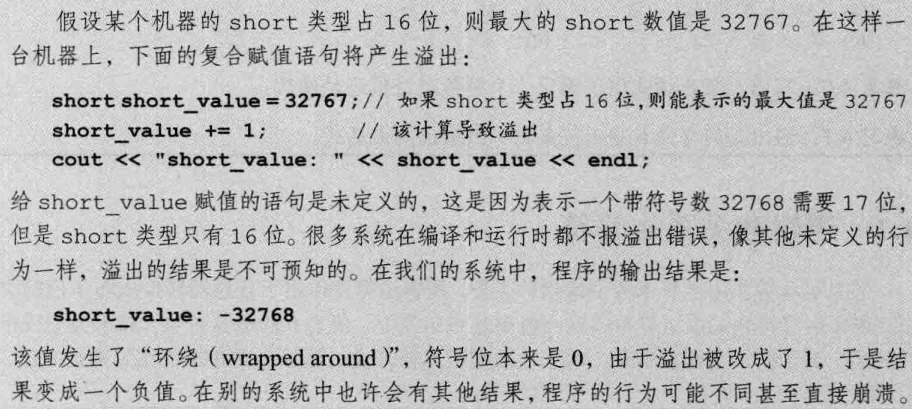 假设某个机器的 short 类型占 16 位，则最大的 short 数值是 32767。在这样一
台机器上，下面的复合赋值语句将产生溢出：
short short_value = 32767;// 如果 short 类型占 16 位,则能表示的最大值是 32767
short_value += 1; // 该计算导致溢出
cout << "short_value: " << short_value << endl;
给 short_value 赋值的语句是未定义的，这是因为表示一个带符号数 32768 需要 17 位，
但是 short 类型只有 16 位。很多系统在编译和运行时都不报溢出错误，像其他未定义的行
为一样，溢出的结果是不可预知的。在我们的系统中，程序的输出结果是：
short_value: -32768
该值发生了“环绕（wrapped around）”，符号位本来是 0，由于溢出被改成了 1，于是结
果变成一个负值。在别的系统中也许会有其他结果，程序的行为可能不同甚至直接崩溃。